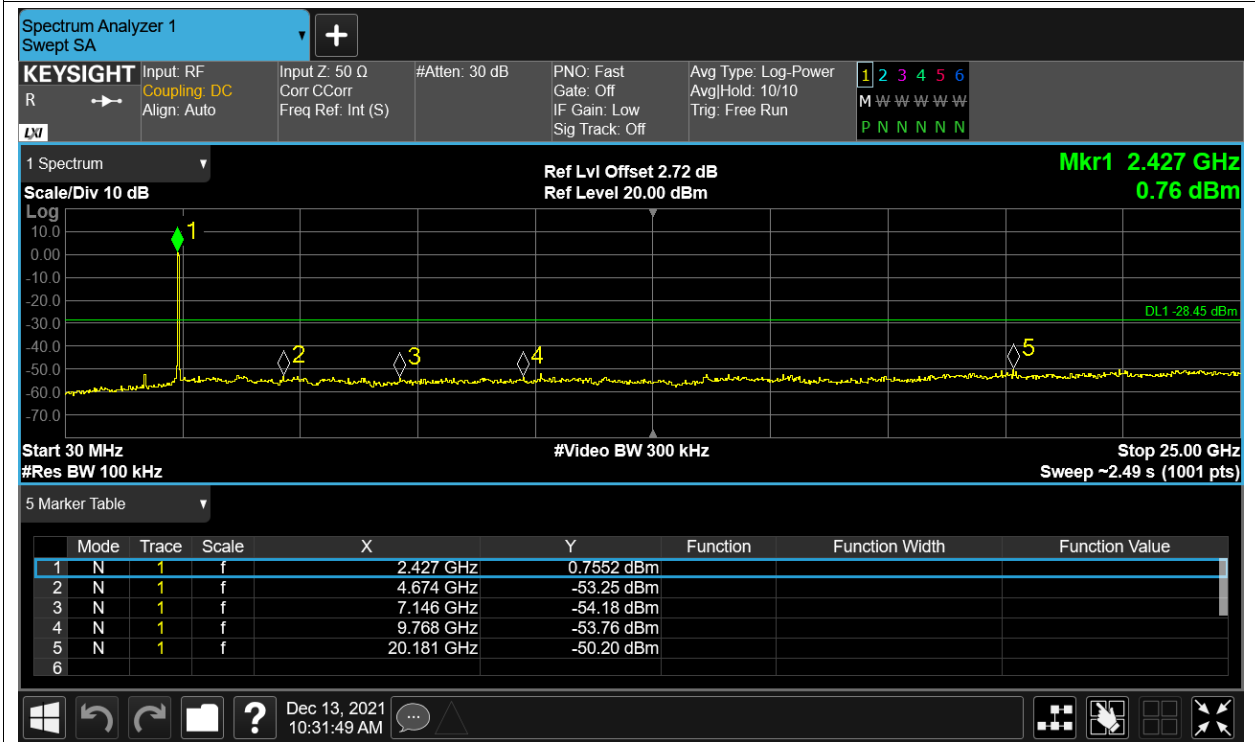 Spectrum Analyzer 1
Swept SA
+
KEYSIGHT
R
LXI
Input: RF
Coupling: DC
Align: Auto
Input Z: 50 Ω
Corr CCorr
Freq Ref: Int (S)
#Atten: 30 dB
PNO: Fast
Gate: Off
IF Gain: Low
Sig Track: Off
Avg Type: Log-Power
Avg|Hold: 10/10
Trig: Free Run
1 2 3 4 5 6
M W W W W W
P N N N N N
1 Spectrum
Scale/Div 10 dB
Ref Lvl Offset 2.72 dB
Ref Level 20.00 dBm
Mkr1 2.427 GHz
0.76 dBm
Log
10.0
0.00
-10.0
-20.0
-30.0
-40.0
-50.0
-60.0
-70.0
1
2
3
4
5
DL1 -28.45 dBm
Start 30 MHz
#Res BW 100 kHz
#Video BW 300 kHz
Stop 25.00 GHz
Sweep ~2.49 s (1001 pts)
5 Marker Table
Mode Trace Scale X Y Function Function Width Function Value
1 N 1 f 2.427 GHz 0.7552 dBm
2 N 1 f 4.674 GHz -53.25 dBm
3 N 1 f 7.146 GHz -54.18 dBm
4 N 1 f 9.768 GHz -53.76 dBm
5 N 1 f 20.181 GHz -50.20 dBm
6
?
Dec 13, 2021
10:31:49 AM